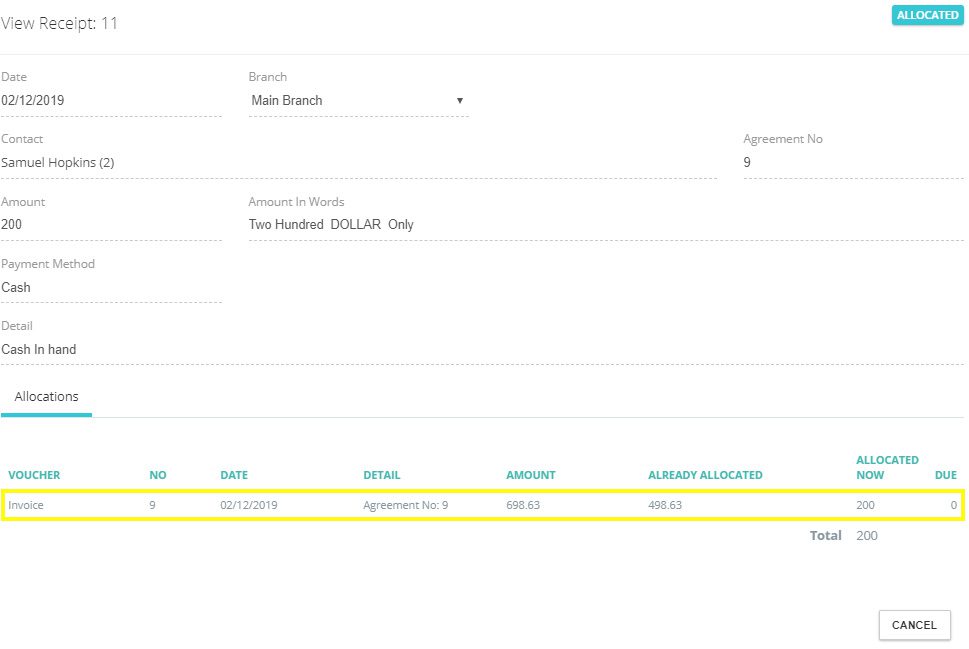 View Receipt: 11 ALLOCATED
Date Branch
02/12/2019 Main Branch
Contact Agreement No
Samuel Hopkins (2) 9
Amount Amount In Words
200 Two Hundred DOLLAR Only
Payment Method
Cash
Detail
Cash In hand
Allocations
VOUCHER NO DATE DETAIL AMOUNT ALREADY ALLOCATED ALLOCATED NOW DUE
Invoice 9 02/12/2019 Agreement No: 9 698.63 498.63 200 0
Total 200
CANCEL